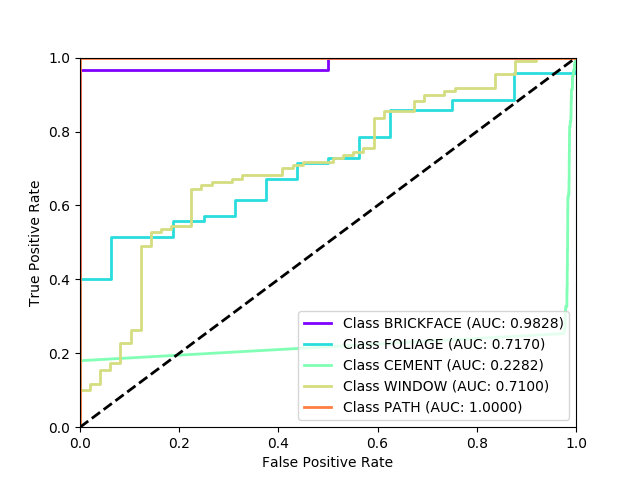 1.0
0.8
0.6
0.4
0.2
0.0
True Positive Rate
Class BRICKFACE (AUC: 0.9828)
Class FOLIAGE (AUC: 0.7170)
Class CEMENT (AUC: 0.2282)
Class WINDOW (AUC: 0.7100)
Class PATH (AUC: 1.0000)
0.0 0.2 0.4 0.6 0.8 1.0
False Positive Rate